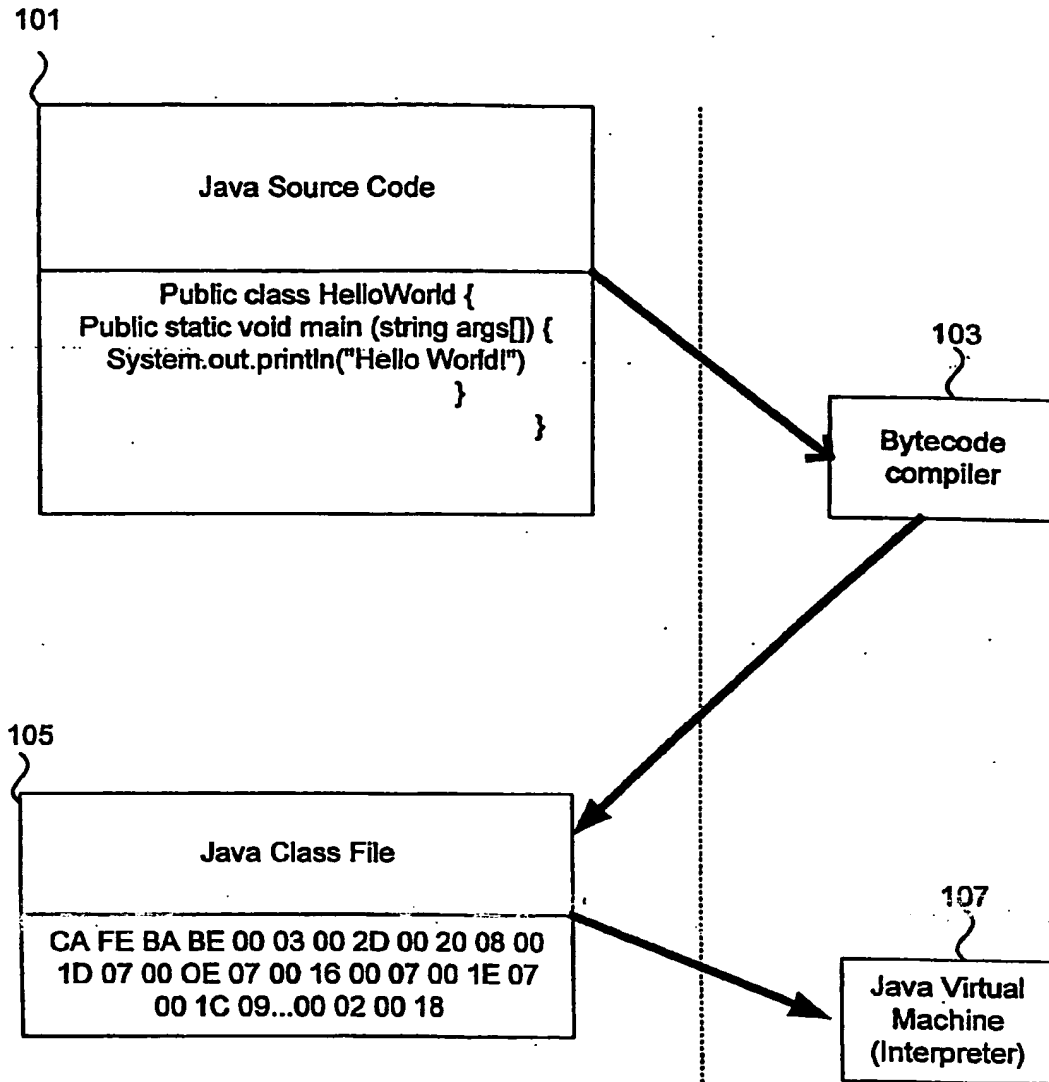 101
Java Source Code
Public class HelloWorld {
Public static void main (string args[]) {
System.out.println("Hello World!")
}
}
103
Bytecode
compiler
105
Java Class File
CA FE BA BE 00 03 00 2D 00 20 08 00
1D 07 00 OE 07 00 16 00 07 00 1E 07
00 1C 09...00 02 00 18
107
Java Virtual
Machine
(Interpreter)